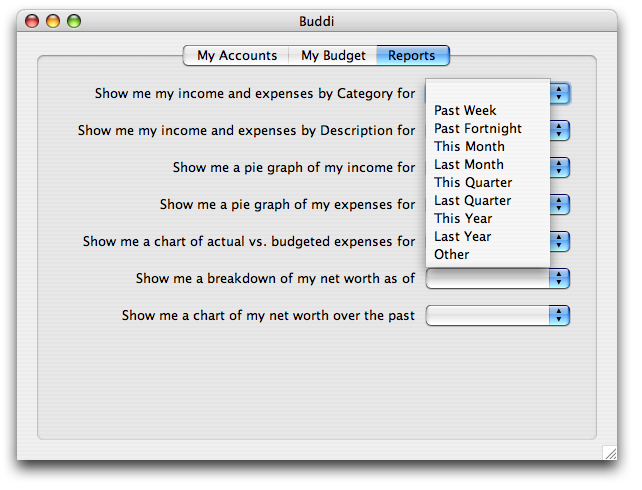 Buddi
My Accounts My Budget Reports
Show me my income and expenses by Category for
Show me my income and expenses by Description for
Show me a pie graph of my income for
Show me a pie graph of my expenses for
Show me a chart of actual vs. budgeted expenses for
Show me a breakdown of my net worth as of
Show me a chart of my net worth over the past
Past Week
Past Fortnight
This Month
Last Month
This Quarter
Last Quarter
This Year
Last Year
Other